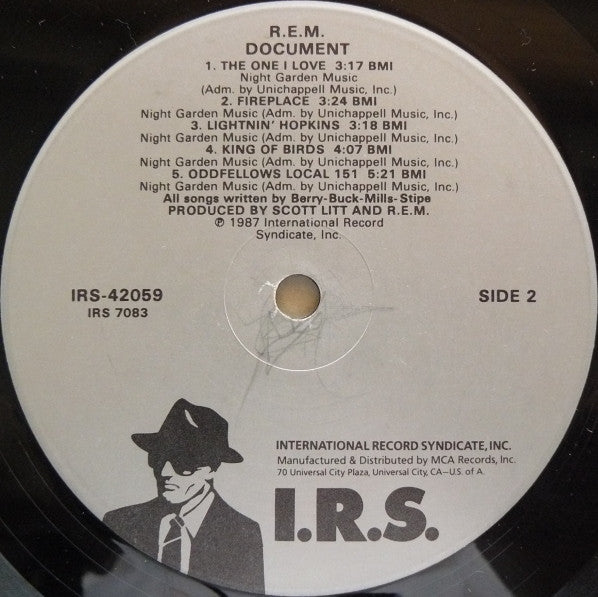 R.E.M.
DOCUMENT
1. THE ONE I LOVE 3:17 BMI
Night Garden Music
(Adm. by Unichappell Music, Inc.)
2. FIREPLACE 3:24 BMI
Night Garden Music (Adm. by Unichappell Music, Inc.)
3. LIGHTNIN' HOPKINS 3:18 BMI
Night Garden Music (Adm. by Unichappell Music, Inc.)
4. KING OF BIRDS 4:07 BMI
Night Garden Music (Adm. by Unichappell Music, Inc.)
5. ODDFELLOWS LOCAL 151 5:21 BMI
Night Garden Music (Adm. by Unichappell Music, Inc.)
All songs written by Berry-Buck-Mills-Stipe
PRODUCED BY SCOTT LITT AND R.E.M.
℗ 1987 International Record
Syndicate, Inc.
IRS-42059
IRS 7083
SIDE 2
INTERNATIONAL RECORD SYNDICATE, INC.
Manufactured & Distributed by MCA Records, Inc.
70 Universal City Plaza, Universal City, CA—U.S. of A.
I.R.S.